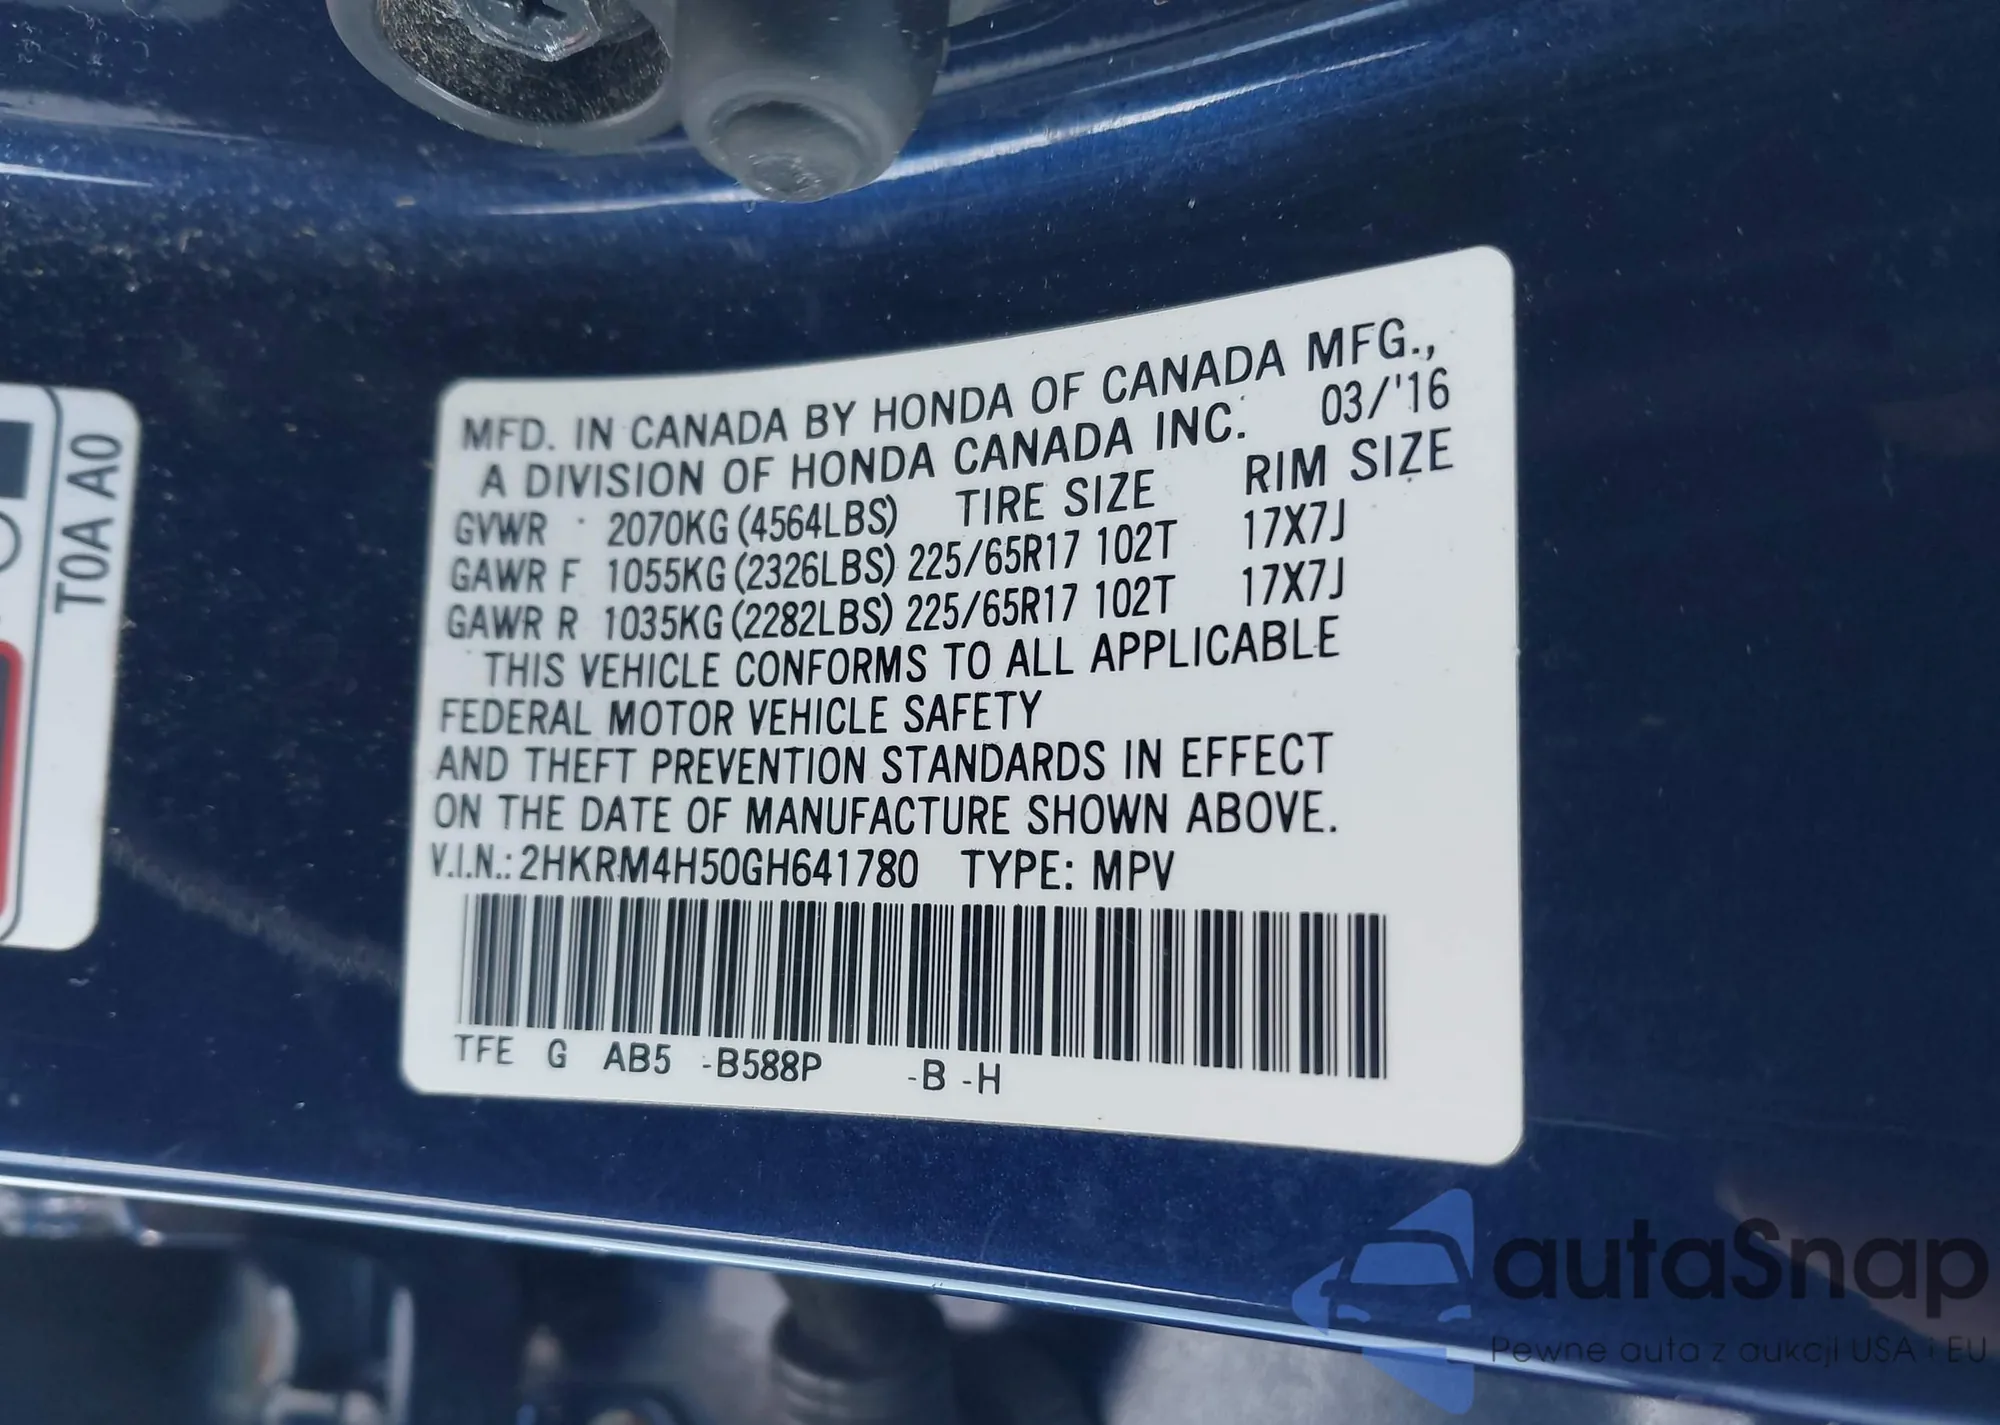 T0A A0
MFD. IN CANADA BY HONDA OF CANADA MFG.,
A DIVISION OF HONDA CANADA INC. 03/'16
GVWR 2070KG (4564LBS) TIRE SIZE RIM SIZE
GAWR F 1055KG (2326LBS) 225/65R17 102T 17X7J
GAWR R 1035KG (2282LBS) 225/65R17 102T 17X7J
THIS VEHICLE CONFORMS TO ALL APPLICABLE
FEDERAL MOTOR VEHICLE SAFETY
AND THEFT PREVENTION STANDARDS IN EFFECT
ON THE DATE OF MANUFACTURE SHOWN ABOVE.
V.I.N.: 2HKRM4H50GH641780 TYPE: MPV
TFE G AB5 -B588P -B -H
autaSnap
Pewne auta z aukcji USA i EU